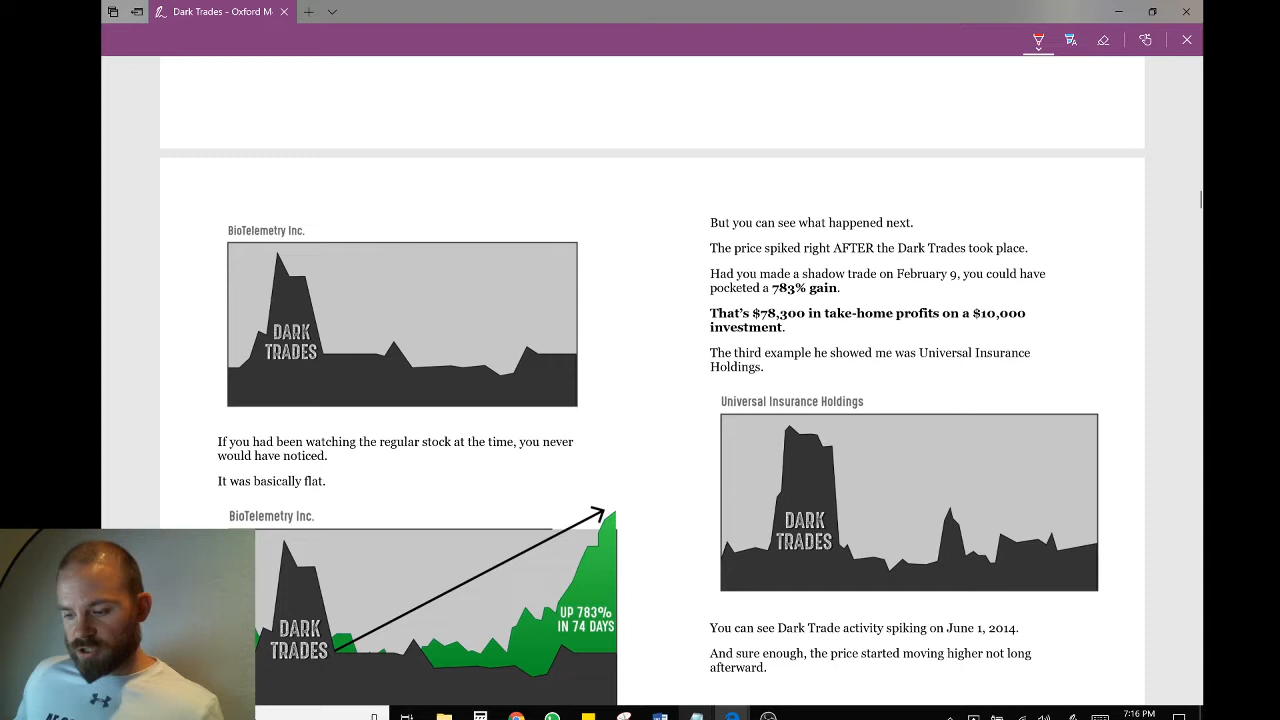 Dark Trades - Oxford M
BioTelemetry Inc.
DARK
TRADES
If you had been watching the regular stock at the time, you never
would have noticed.
It was basically flat.
BioTelemetry Inc.
DARK
TRADES
UP 783%
IN 74 DAYS
But you can see what happened next.
The price spiked right AFTER the Dark Trades took place.
Had you made a shadow trade on February 9, you could have
pocketed a 783% gain.
That's $78,300 in take-home profits on a $10,000
investment.
The third example he showed me was Universal Insurance
Holdings.
Universal Insurance Holdings
DARK
TRADES
You can see Dark Trade activity spiking on June 1, 2014.
And sure enough, the price started moving higher not long
afterward.
7:16 PM